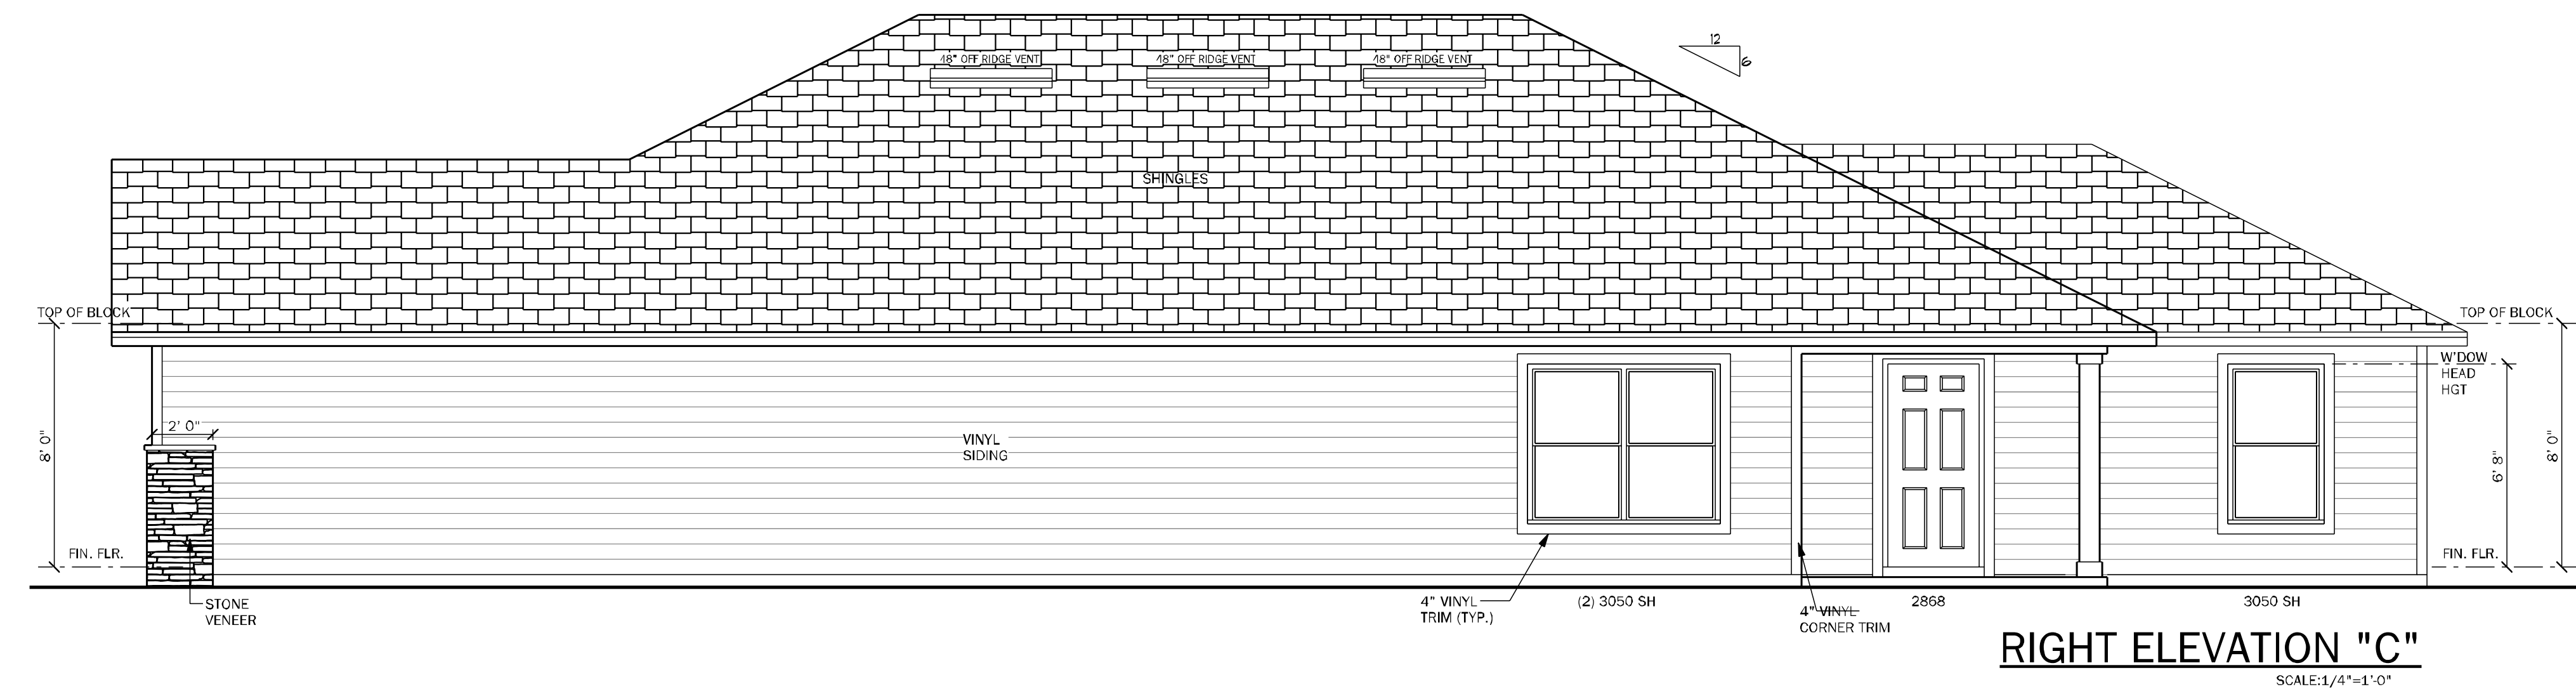 12
6
48" OFF RIDGE VENT
48" OFF RIDGE VENT
48" OFF RIDGE VENT
SHINGLES
TOP OF BLOCK
TOP OF BLOCK
W'DOW
HEAD
HGT
2' 0"
8' 0"
VINYL
SIDING
6' 8"
8' 0"
FIN. FLR.
FIN. FLR.
STONE
VENEER
4" VINYL
TRIM (TYP.)
(2) 3050 SH
4" VINYL
CORNER TRIM
2868
3050 SH
RIGHT ELEVATION "C"
SCALE:1/4"=1'-0"